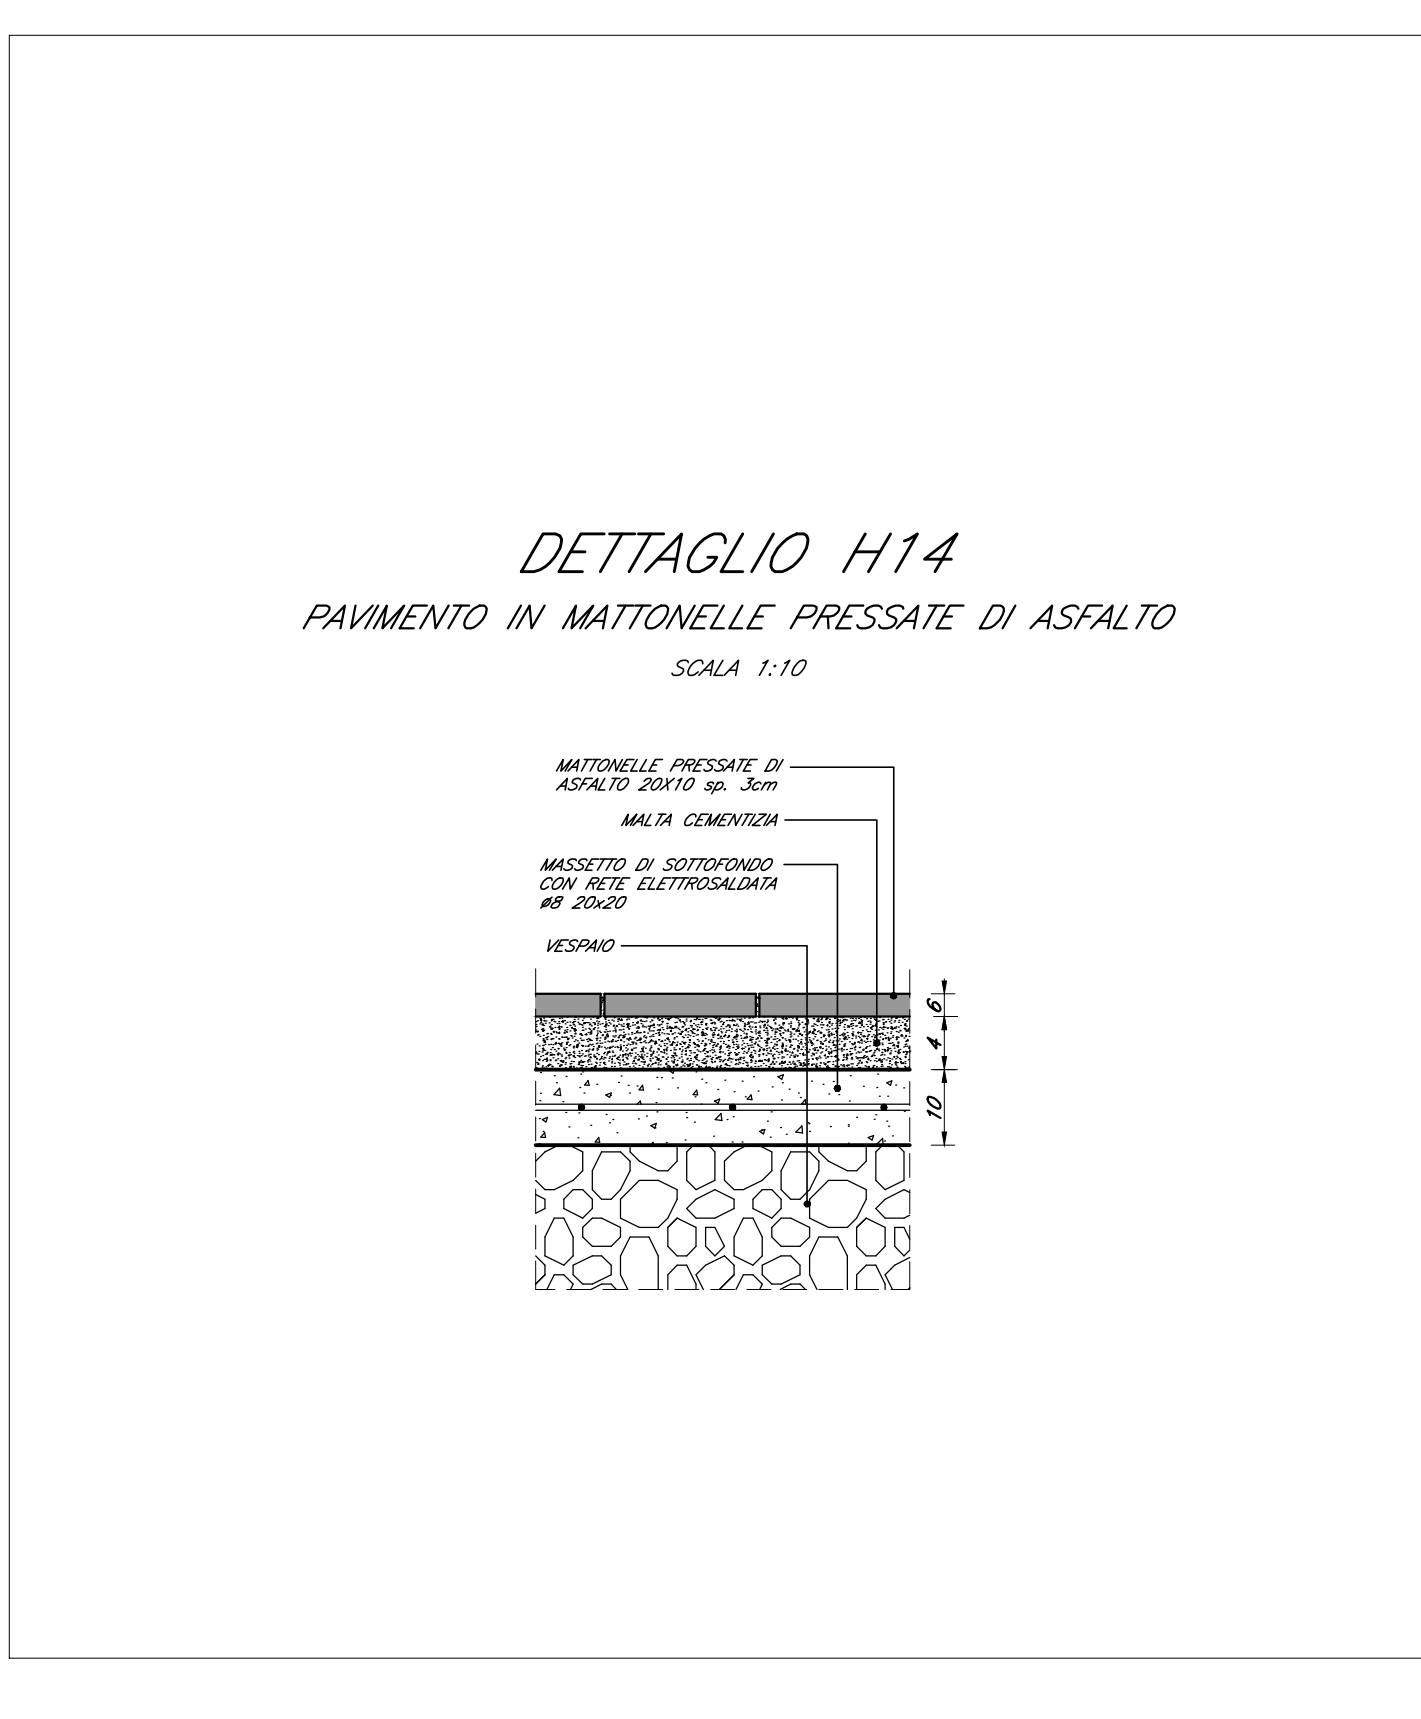 DETTAGLIO H14
PAVIMENTO IN MATTONELLE PRESSATE DI ASFALTO
SCALA 1:10
MATTONELLE PRESSATE DI
ASFALTO 20X10 sp. 3cm
MALTA CEMENTIZIA
MASSETTO DI SOTTOFONDO
CON RETE ELETTROSALDATA
ø8 20x20
VESPAIO
6
4
10